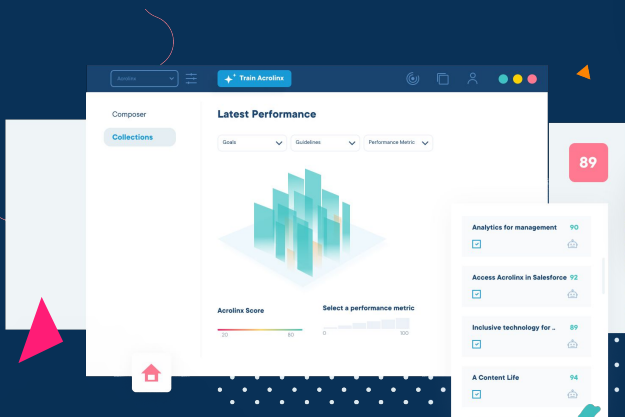 Acrolinx
Train Acrolinx
Composer
Collections
Latest Performance
Goals
Guidelines
Performance Metric
89
Analytics for management 90
Access Acrolinx in Salesforce 92
Inclusive technology for .. 89
A Content Life 94
Acrolinx Score
20 80
Select a performance metric
0 100